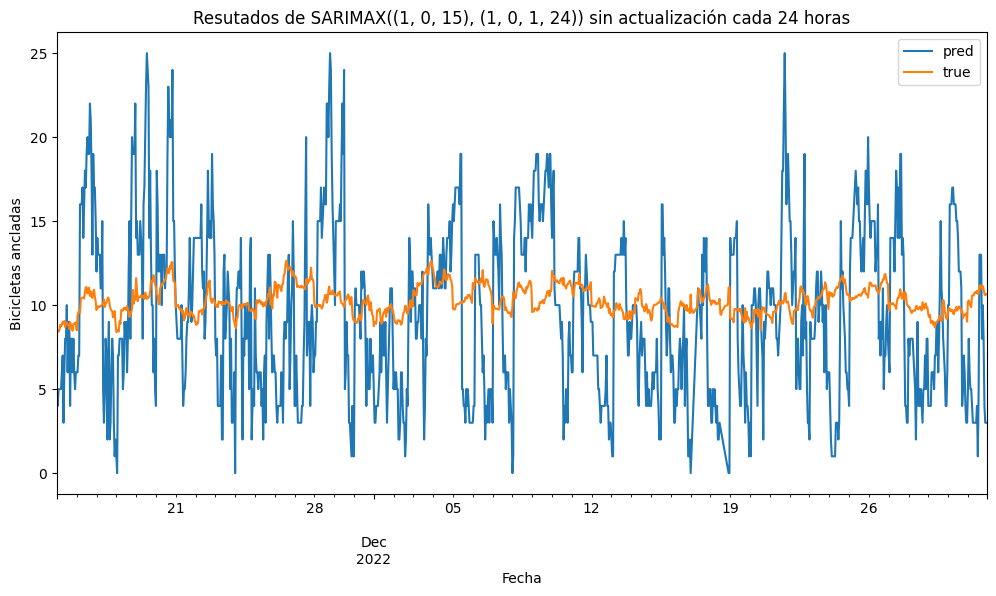 Resutados de SARIMAX((1, 0, 15), (1, 0, 1, 24)) sin actualización cada 24 horas
pred
true
Bicicletas ancladas
25
20
15
10
5
0
21
28
05
12
19
26
Dec
2022
Fecha